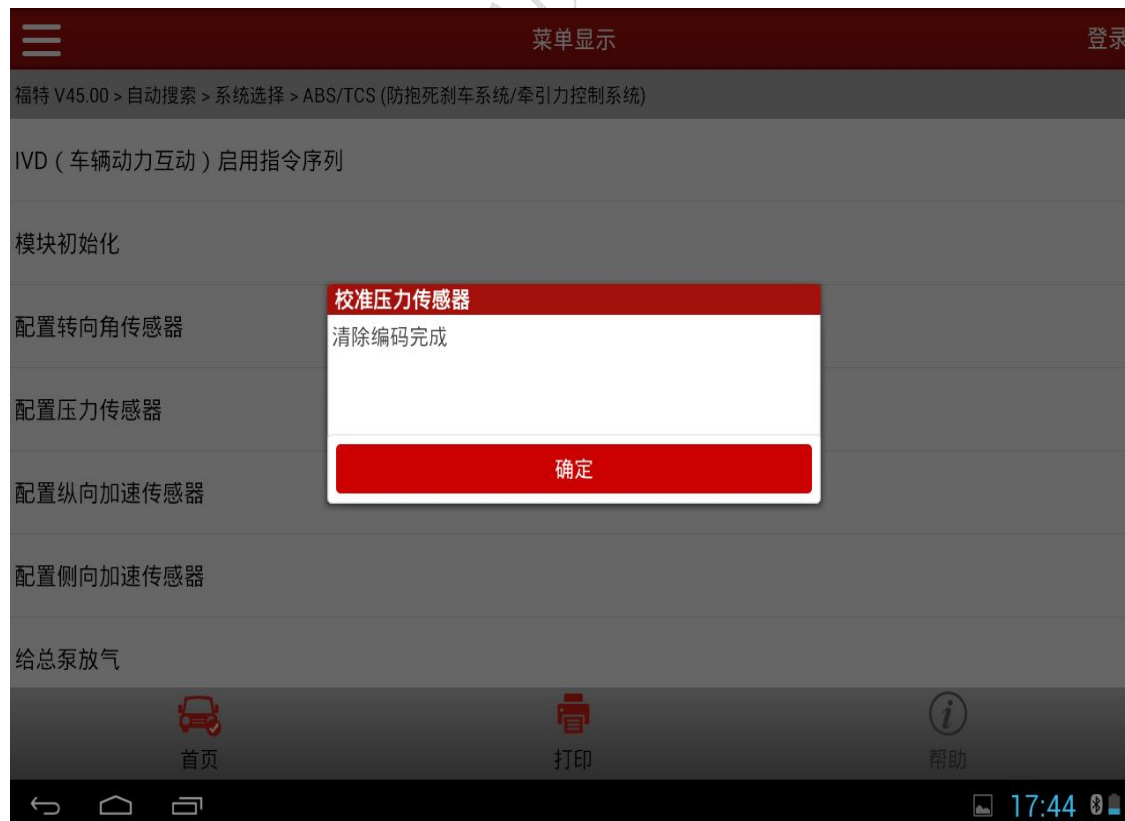 菜单显示
登录
福特 V45.00 > 自动搜索 > 系统选择 > ABS/TCS (防抱死刹车系统/牵引力控制系统)
IVD（车辆动力互动）启用指令序列
模块初始化
配置转向角传感器
校准压力传感器
清除编码完成
确定
配置压力传感器
配置纵向加速传感器
配置侧向加速传感器
给总泵放气
首页
打印
帮助
17:44